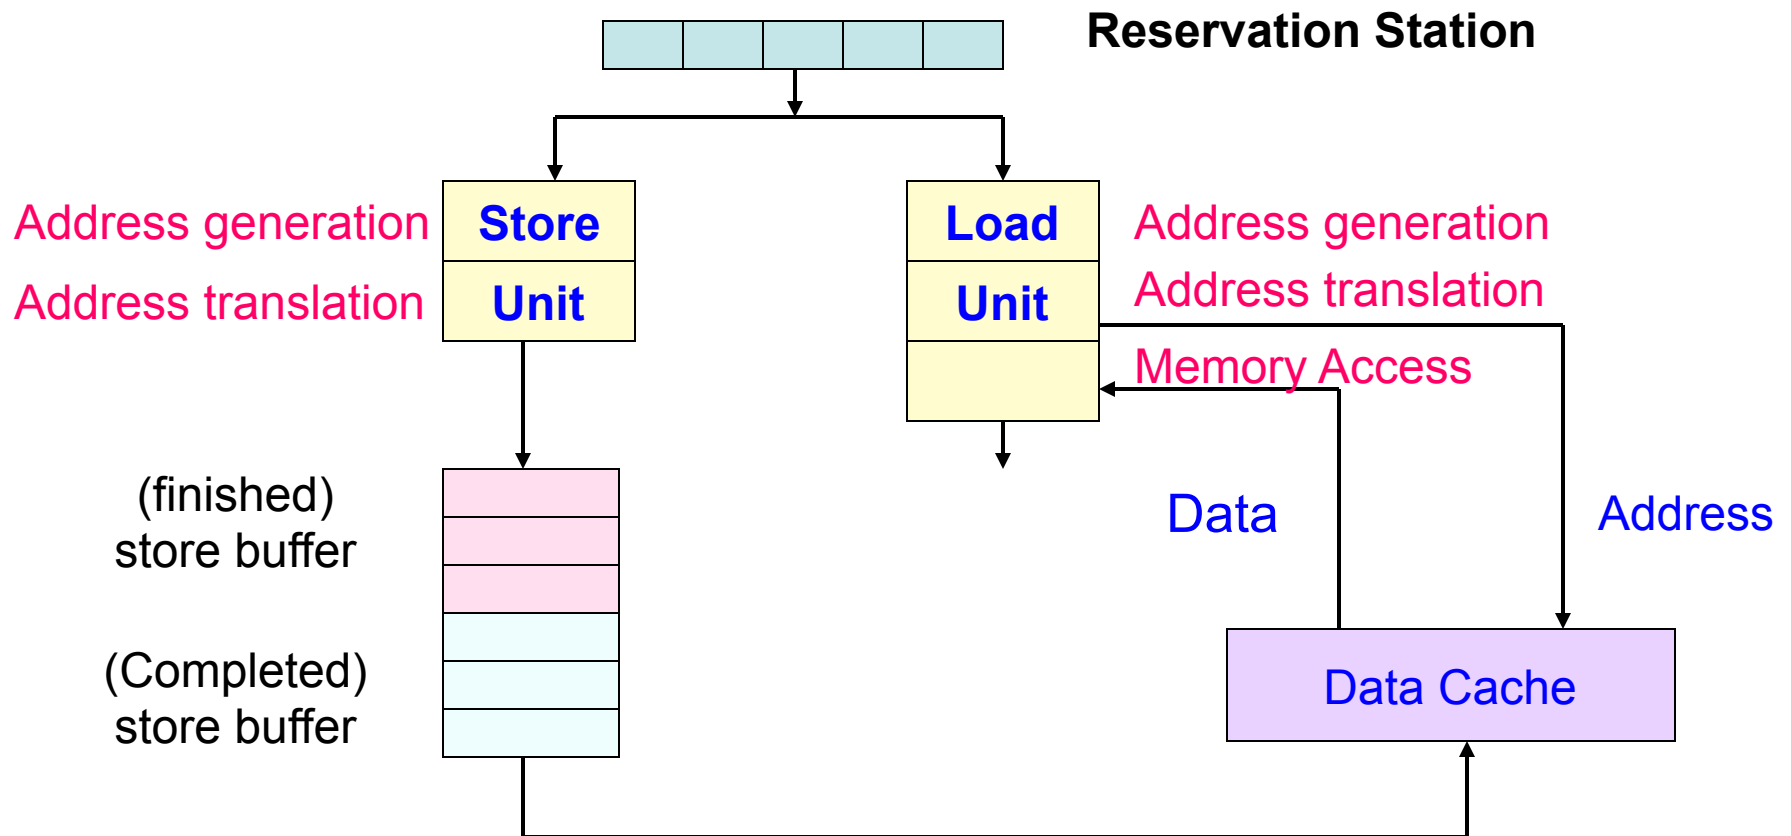 Reservation Station
Address generation
Store
Load
Address generation
Address translation
Unit
Unit
Address translation
Memory Access
(finished)
store buffer
Data
Address
(Completed)
store buffer
Data Cache